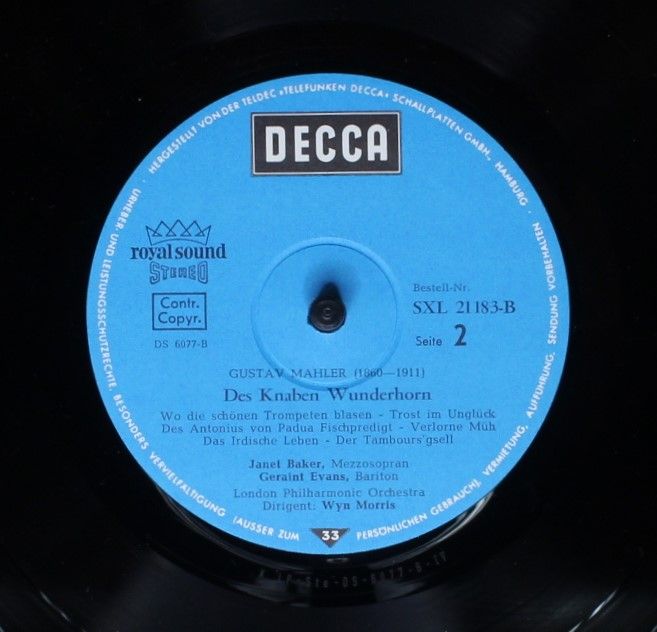 · HERGESTELLT VON DER TELDEC »TELEFUNKEN DECCA« SCHALLPLATTEN GMBH., HAMBURG ·
DECCA
royal sound
STEREO
Contr.
Copyr.
DS 6077-B
Bestell-Nr.
SXL 21183-B
Seite 2
GUSTAV MAHLER (1860—1911)
Des Knaben Wunderhorn
Wo die schönen Trompeten blasen - Trost im Unglück
Des Antonius von Padua Fischpredigt - Verlorne Müh
Das Irdische Leben - Der Tambours'gsell
Janet Baker, Mezzosopran
Geraint Evans, Bariton
London Philharmonic Orchestra
Dirigent: Wyn Morris
URHEBER- UND LEISTUNGSSCHUTZRECHTE, BESONDERS VERVIELFÄLTIGUNG (AUSSER ZUM PERSÖNLICHEN GEBRAUCH), VERMIETUNG, AUFFÜHRUNG, SENDUNG VORBEHALTEN ·
33